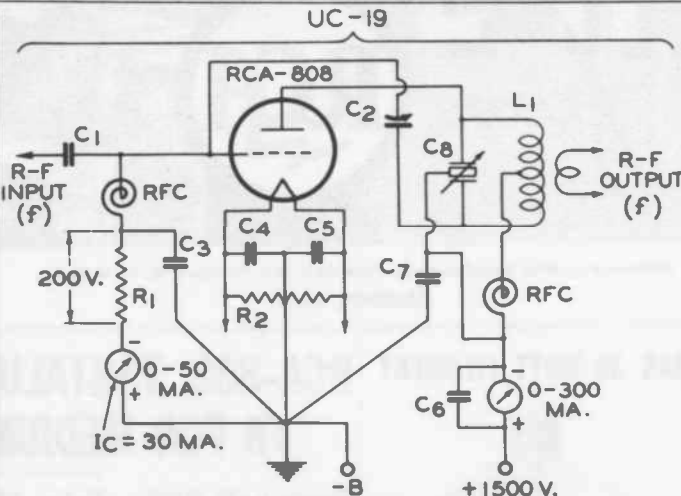 UC-19
RCA-808
C1
C2
L1
C8
R-F
INPUT
(f)
RFC
R-F
OUTPUT
(f)
C4
C5
C3
200 V.
R1
R2
C7
RFC
-
0-50
MA.
+
IC = 30 MA.
C6
-
0-300
MA.
+
-B
+1500 V.